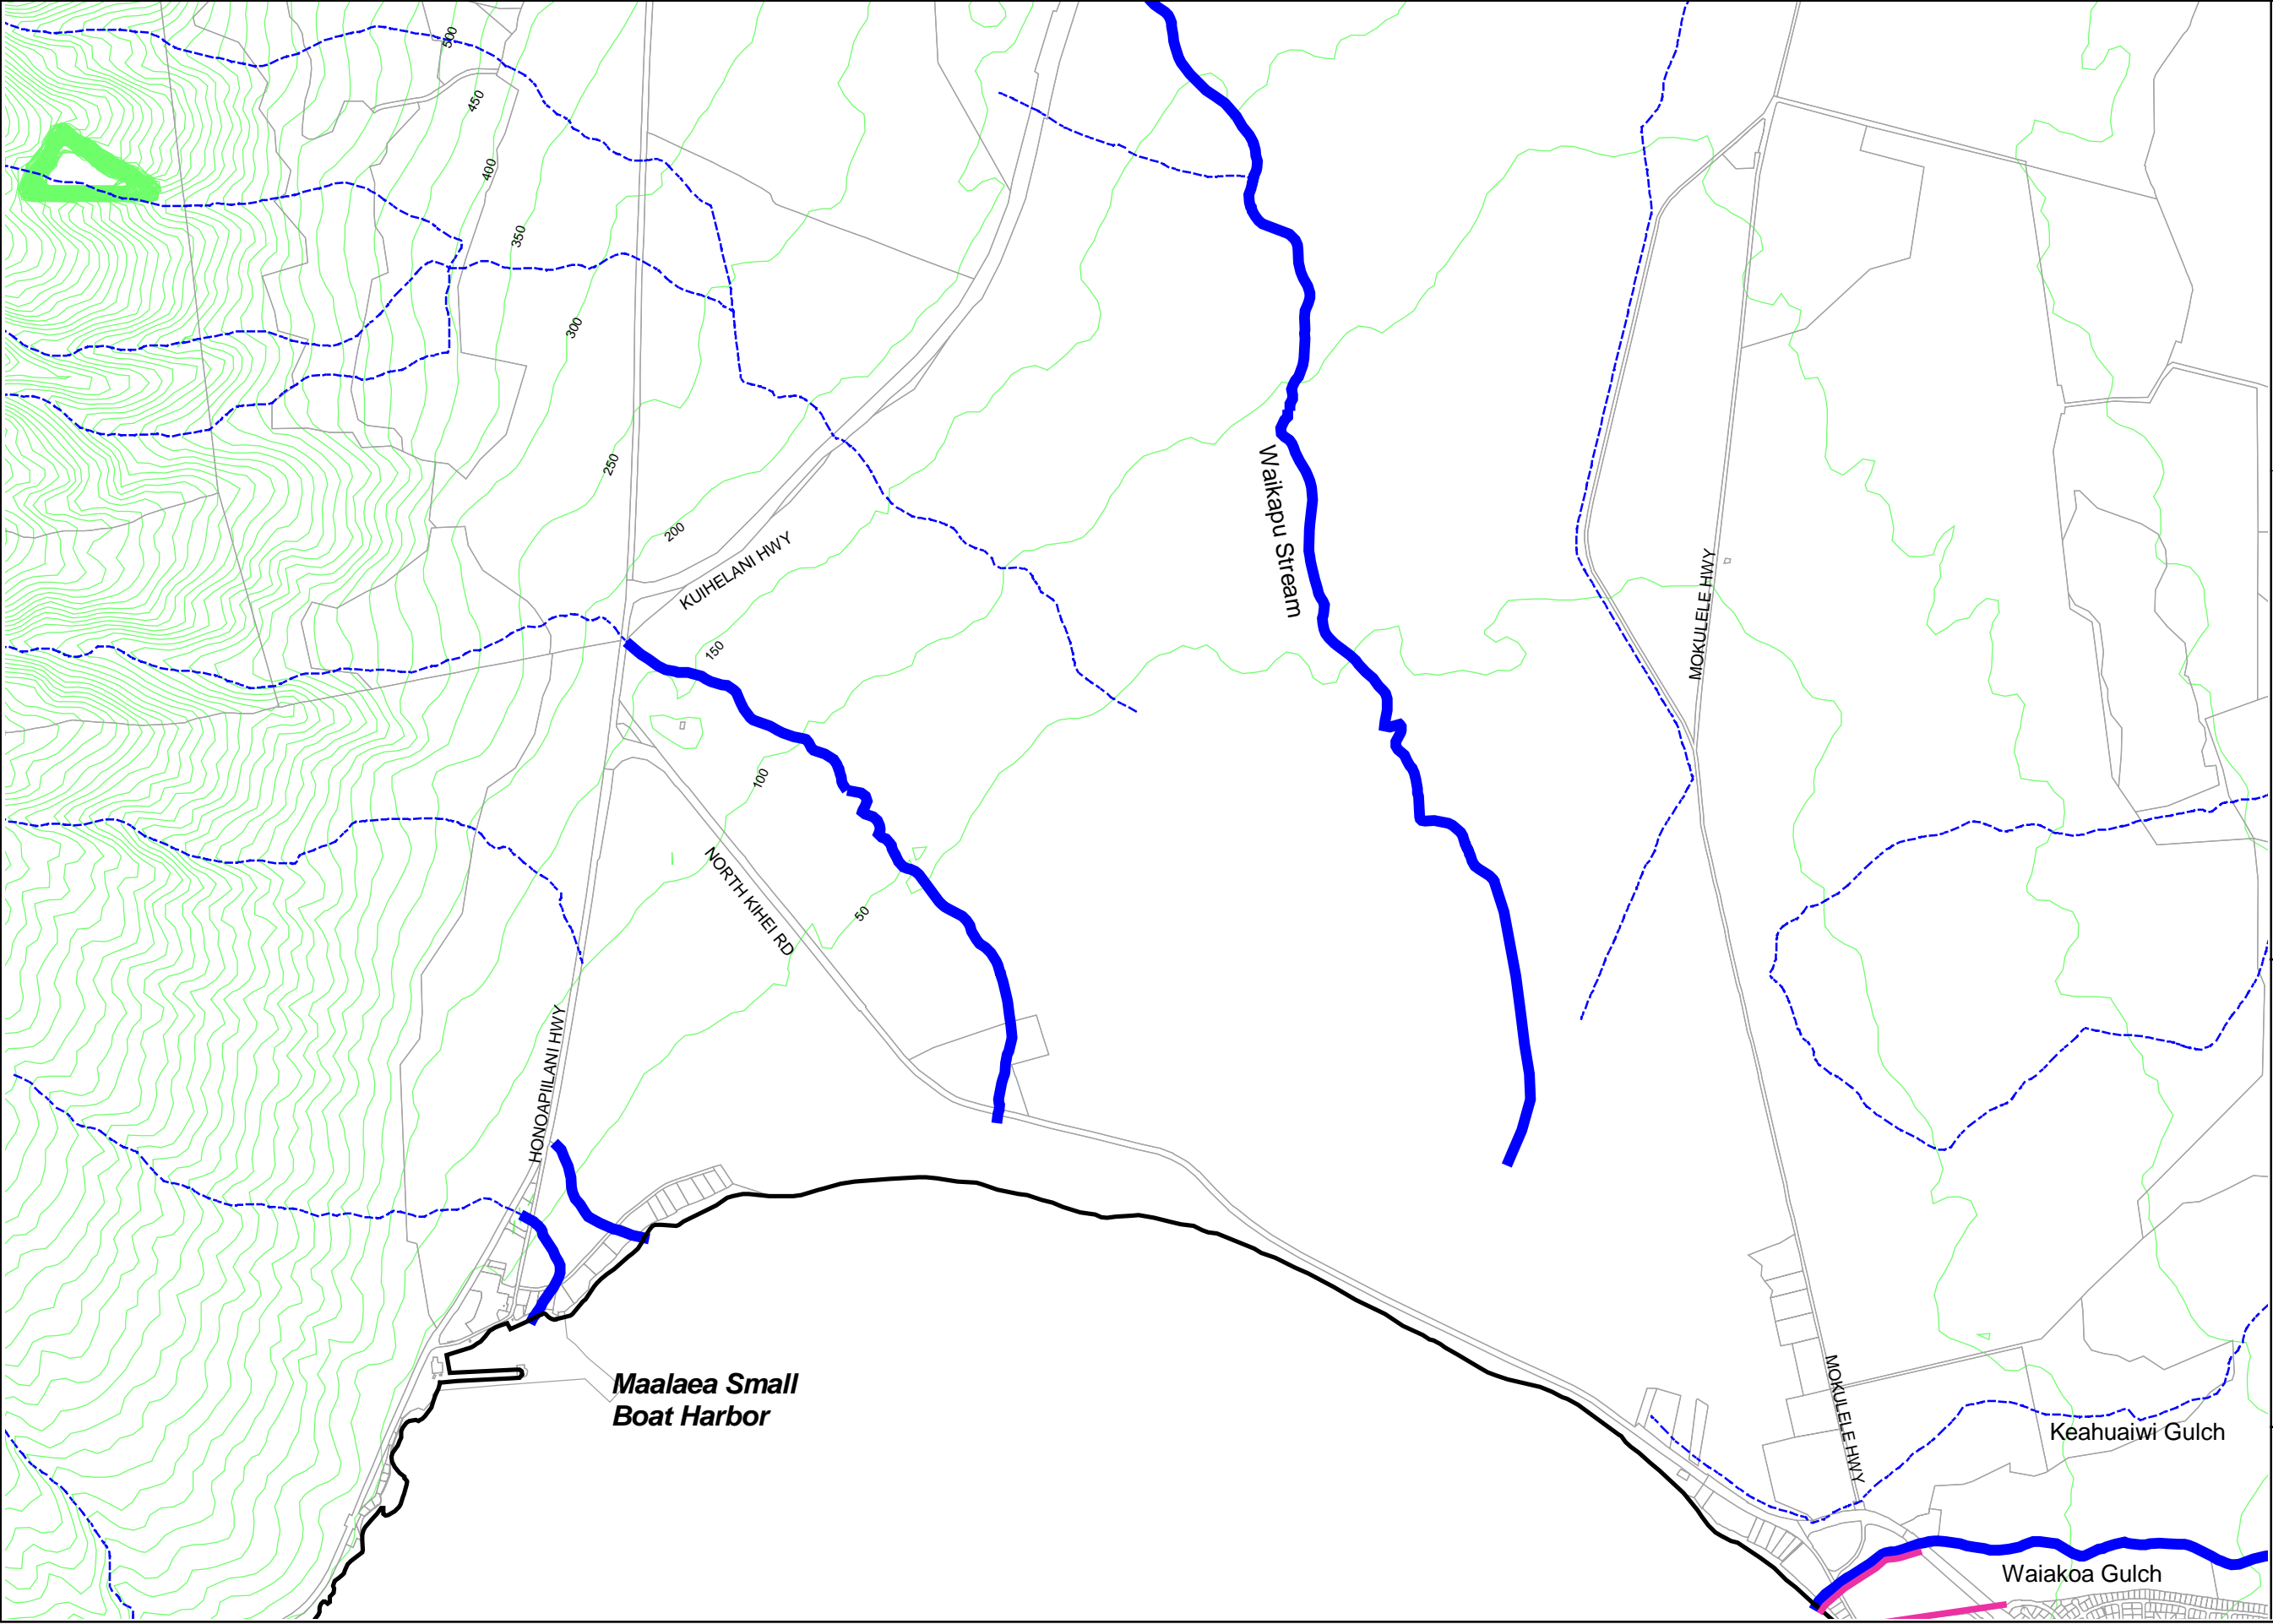 500
450
400
350
300
250
200
KUIHELANI HWY
150
100
50
Waikapu Stream
MOKULELE HWY
NORTH KIHEI RD
HONOAPIILANI HWY
Maalaea Small
Boat Harbor
MOKULELE HWY
Keahuaiwi Gulch
Waiakoa Gulch